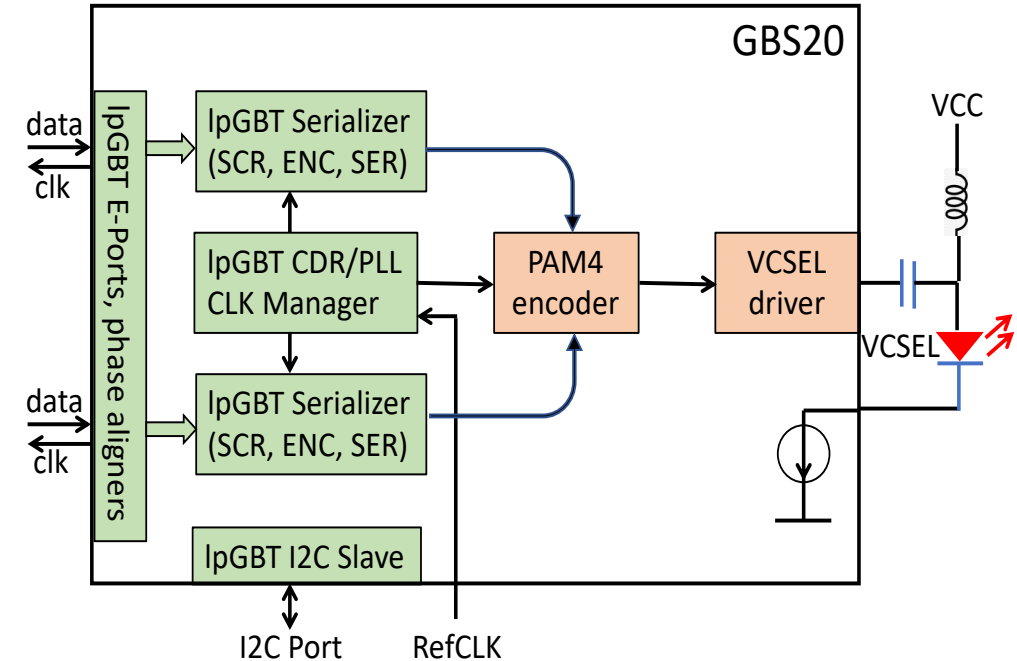 GBS20
lpGBT E-Ports, phase aligners
data
clk
lpGBT Serializer
(SCR, ENC, SER)
VCC
lpGBT CDR/PLL
CLK Manager
PAM4
encoder
VCSEL
driver
VCSEL
data
clk
lpGBT Serializer
(SCR, ENC, SER)
lpGBT I2C Slave
I2C Port
RefCLK